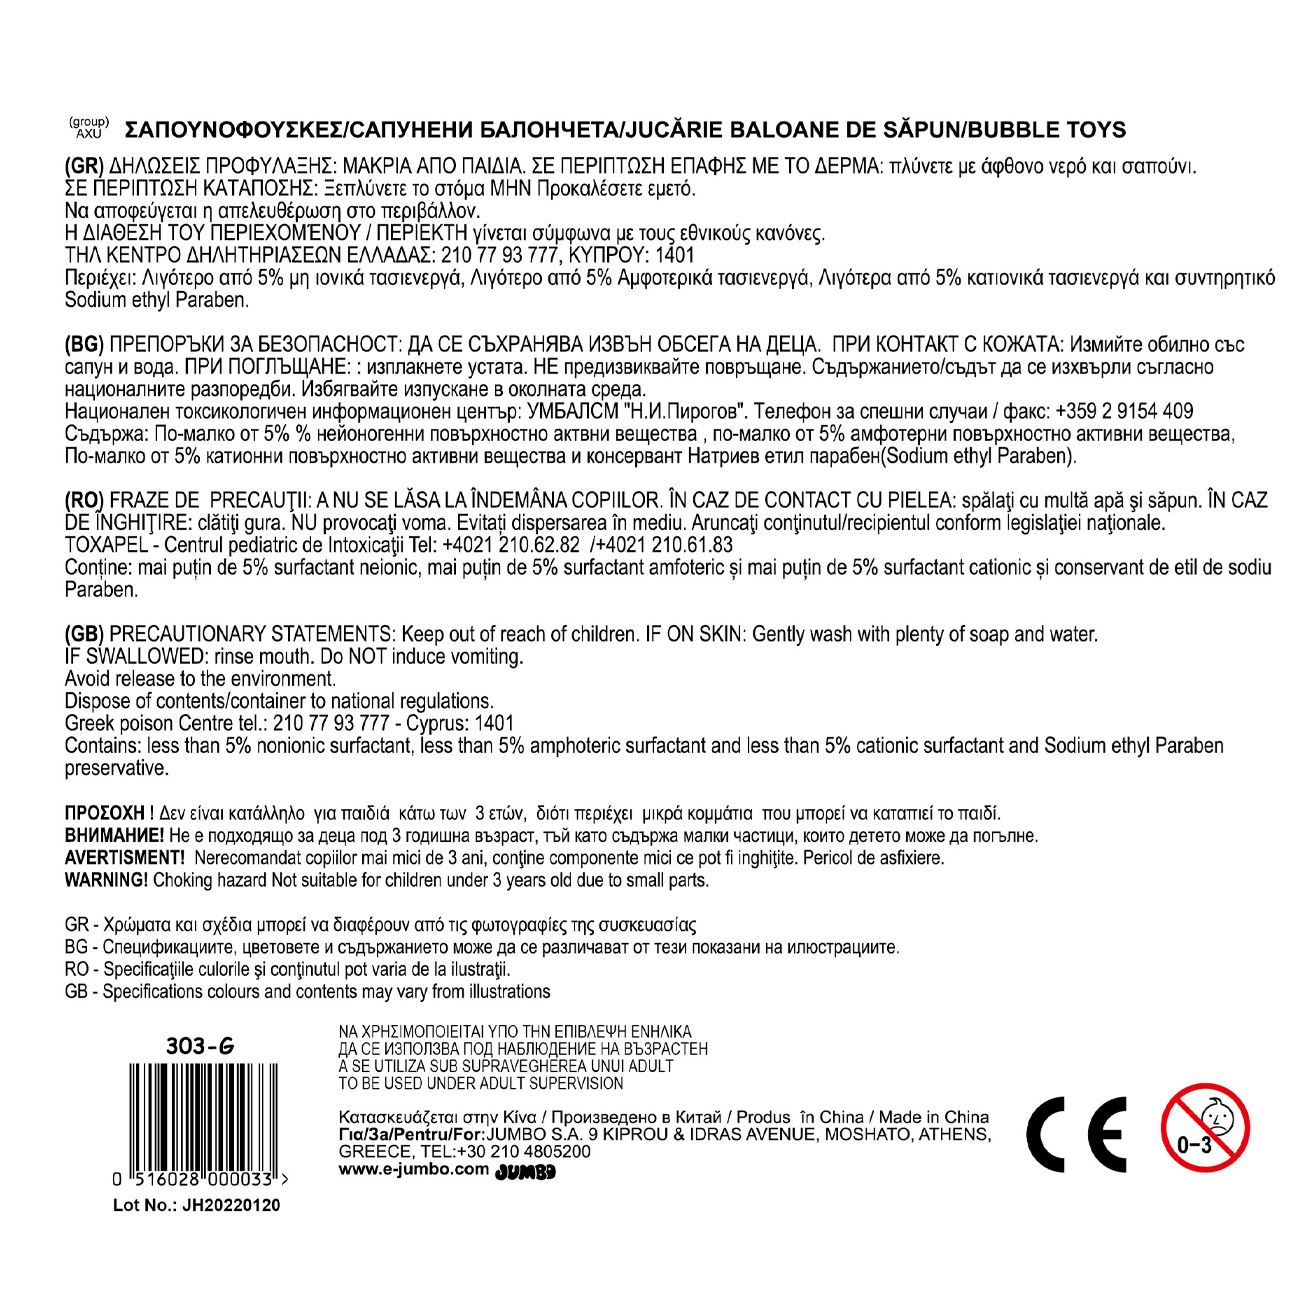 (group)
AXU
ΣΑΠΟΥΝΟΦΟΥΣΚΕΣ/САПУНЕНИ БАЛОНЧЕТА/JUCĂRIE BALOANE DE SĂPUN/BUBBLE TOYS
(GR) ΔΗΛΩΣΕΙΣ ΠΡΟΦΥΛΑΞΗΣ: ΜΑΚΡΙΑ ΑΠΟ ΠΑΙΔΙΑ. ΣΕ ΠΕΡΙΠΤΩΣΗ ΕΠΑΦΗΣ ΜΕ ΤΟ ΔΕΡΜΑ: πλύνετε με άφθονο νερό και σαπούνι.
ΣΕ ΠΕΡΙΠΤΩΣΗ ΚΑΤΑΠΟΣΗΣ: Ξεπλύνετε το στόμα ΜΗΝ Προκαλέσετε εμετό.
Να αποφεύγεται η απελευθέρωση στο περιβάλλον.
Η ΔΙΑΘΕΣΗ ΤΟΥ ΠΕΡΙΕΧΟΜΈΝΟΥ / ΠΕΡΙΕΚΤΗ γίνεται σύμφωνα με τους εθνικούς κανόνες.
ΤΗΛ ΚΕΝΤΡΟ ΔΗΛΗΤΗΡΙΑΣΕΩΝ ΕΛΛΑΔΑΣ: 210 77 93 777, ΚΥΠΡΟΥ: 1401
Περιέχει: Λιγότερο από 5% μη ιονικά τασιενεργά, Λιγότερο από 5% Αμφοτερικά τασιενεργά, Λιγότερα από 5% κατιονικά τασιενεργά και συντηρητικό
Sodium ethyl Paraben.
(BG) ПРЕПОРЪКИ ЗА БЕЗОПАСНОСТ: ДА СЕ СЪХРАНЯВА ИЗВЪН ОБСЕГА НА ДЕЦА.  ПРИ КОНТАКТ С КОЖАТА: Измийте обилно със
сапун и вода. ПРИ ПОГЛЪЩАНЕ: : изплакнете устата. НЕ предизвиквайте повръщане. Съдържанието/съдът да се изхвърли съгласно
националните разпоредби. Избягвайте изпускане в околната среда.
Национален токсикологичен информационен център: УМБАЛСМ "Н.И.Пирогов". Телефон за спешни случаи / факс: +359 2 9154 409
Съдържа: По-малко от 5% % нейоногенни повърхностно актвни вещества , по-малко от 5% амфотерни повърхностно активни вещества,
По-малко от 5% катионни повърхностно активни вещества и консервант Натриев етил парабен(Sodium ethyl Paraben).
(RO) FRAZE DE  PRECAUŢII: A NU SE LĂSA LA ÎNDEMÂNA COPIILOR. ÎN CAZ DE CONTACT CU PIELEA: spălaţi cu multă apă şi săpun. ÎN CAZ
DE ÎNGHIŢIRE: clătiţi gura. NU provocaţi voma. Evitați dispersarea în mediu. Aruncaţi conţinutul/recipientul conform legislaţiei naţionale.
TOXAPEL - Centrul pediatric de Intoxicaţii Tel: +4021 210.62.82  /+4021 210.61.83
Conține: mai puțin de 5% surfactant neionic, mai puțin de 5% surfactant amfoteric și mai puțin de 5% surfactant cationic și conservant de etil de sodiu
Paraben.
(GB) PRECAUTIONARY STATEMENTS: Keep out of reach of children. IF ON SKIN: Gently wash with plenty of soap and water.
IF SWALLOWED: rinse mouth. Do NOT induce vomiting.
Avoid release to the environment.
Dispose of contents/container to national regulations.
Greek poison Centre tel.: 210 77 93 777 - Cyprus: 1401
Contains: less than 5% nonionic surfactant, less than 5% amphoteric surfactant and less than 5% cationic surfactant and Sodium ethyl Paraben
preservative.
ΠΡΟΣΟΧΗ ! Δεν είναι κατάλληλο  για παιδιά  κάτω των  3 ετών,  διότι περιέχει  μικρά κομμάτια  που μπορεί να καταπιεί το παιδί.
ВНИМАНИЕ! Не е подходящо за деца под 3 годишна възраст, тъй като съдържа малки частици, които детето може да погълне.
AVERTISMENT!  Nerecomandat copiilor mai mici de 3 ani, conţine componente mici ce pot fi inghiţite. Pericol de asfixiere.
WARNING! Choking hazard Not suitable for children under 3 years old due to small parts.
GR - Χρώματα και σχέδια μπορεί να διαφέρουν από τις φωτογραφίες της συσκευασίας
BG - Спецификациите, цветовете и съдържанието може да се различават от тези показани на илюстрациите.
RO - Specificaţiile culorile şi conţinutul pot varia de la ilustraţii.
GB - Specifications colours and contents may vary from illustrations
303-G
0 516028 000033 >
Lot No.: JH20220120
ΝΑ ΧΡΗΣΙΜΟΠΟΙΕΙΤΑΙ ΥΠΟ ΤΗΝ ΕΠΙΒΛΕΨΗ ΕΝΗΛΙΚΑ
ДА СЕ ИЗПОЛЗВА ПОД НАБЛЮДЕНИЕ НА ВЪЗРАСТЕН
A SE UTILIZA SUB SUPRAVEGHEREA UNUI ADULT
TO BE USED UNDER ADULT SUPERVISION
Κατασκευάζεται στην Κίνα / Произведено в Китай / Produs  în China / Made in China
Για/За/Pentru/For:JUMBO S.A. 9 KIPROU & IDRAS AVENUE, MOSHATO, ATHENS,
GREECE, TEL:+30 210 4805200
www.e-jumbo.com JUMBO
CE
0-3